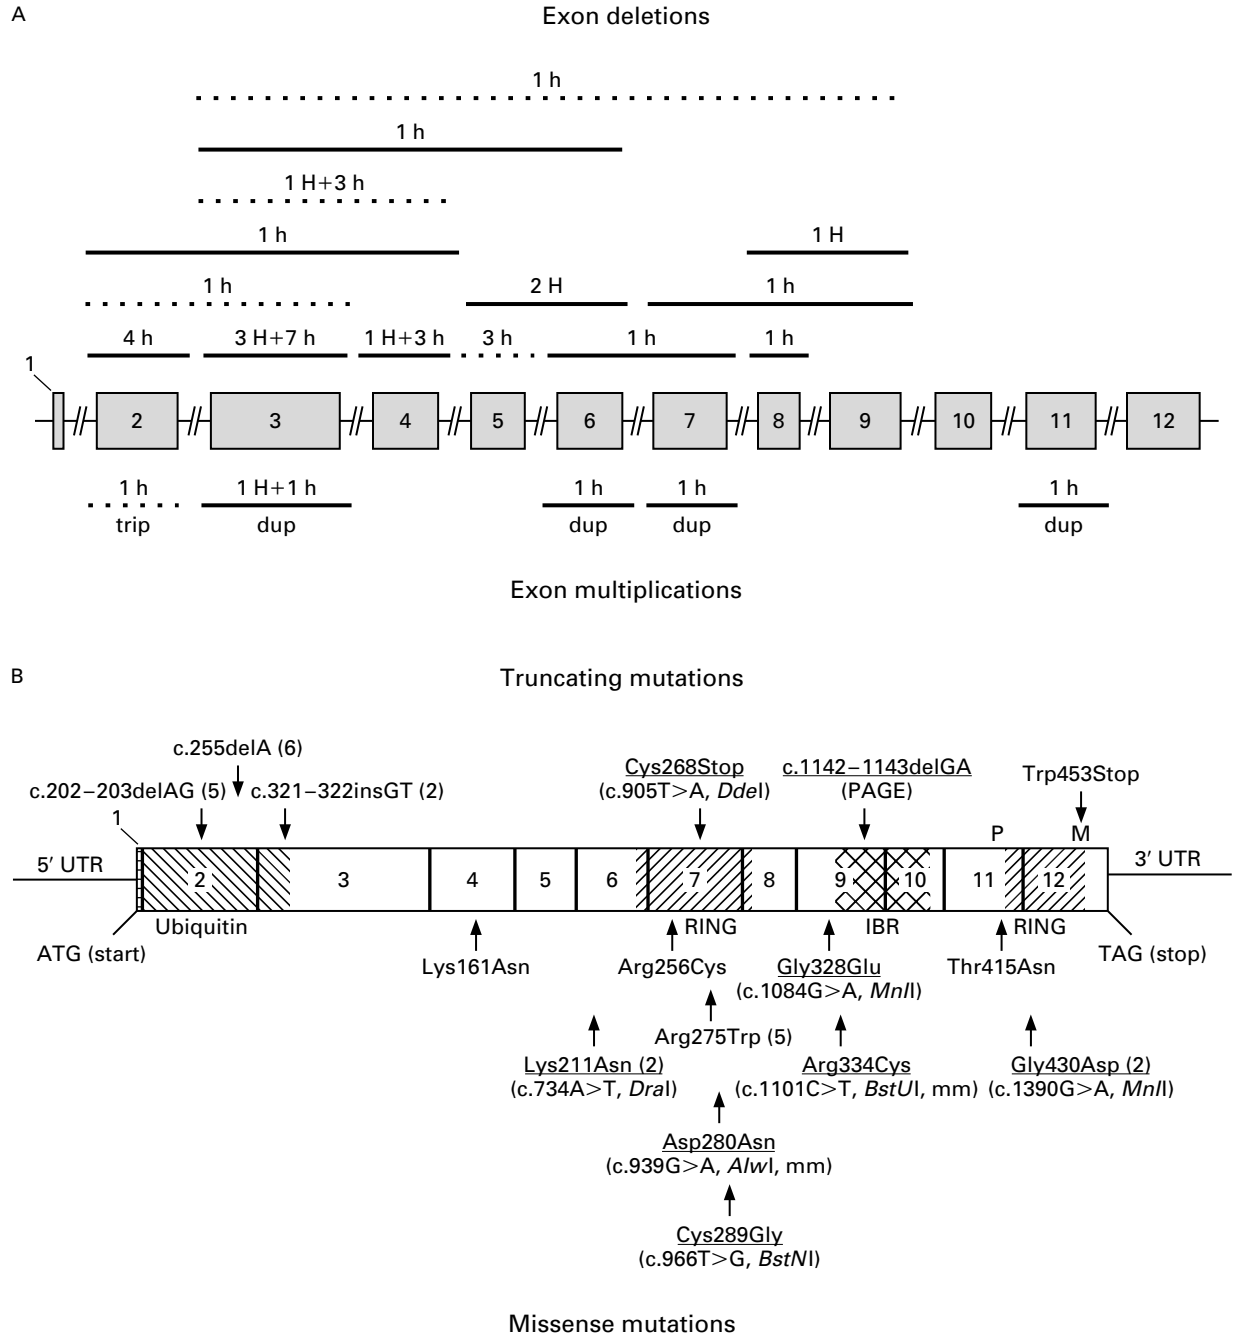 A
Exon deletions
1 h
1 h
1 H+3 h
1 h
1 H
1 h
2 H
1 h
4 h
3 H+7 h
1 H+3 h
3 h
1 h
1 h
1
2
3
4
5
6
7
8
9
10
11
12
1 h
1 H+1 h
1 h
1 h
1 h
trip
dup
dup
dup
dup
Exon multiplications
B
Truncating mutations
c.255delA (6)
Cys268Stop
c.1142–1143delGA
Trp453Stop
c.202–203delAG (5)
c.321–322insGT (2)
(c.905T>A, DdeI)
(PAGE)
1
P
M
5′ UTR
2
3
4
5
6
7
8
9
10
11
12
3′ UTR
Ubiquitin
RING
IBR
RING
ATG (start)
TAG (stop)
Lys161Asn
Arg256Cys
Gly328Glu
(c.1084G>A, MnlI)
Thr415Asn
Arg275Trp (5)
Lys211Asn (2)
(c.734A>T, DraI)
Arg334Cys
(c.1101C>T, BstUI, mm)
Gly430Asp (2)
(c.1390G>A, MnlI)
Asp280Asn
(c.939G>A, AlwI, mm)
Cys289Gly
(c.966T>G, BstNI)
Missense mutations